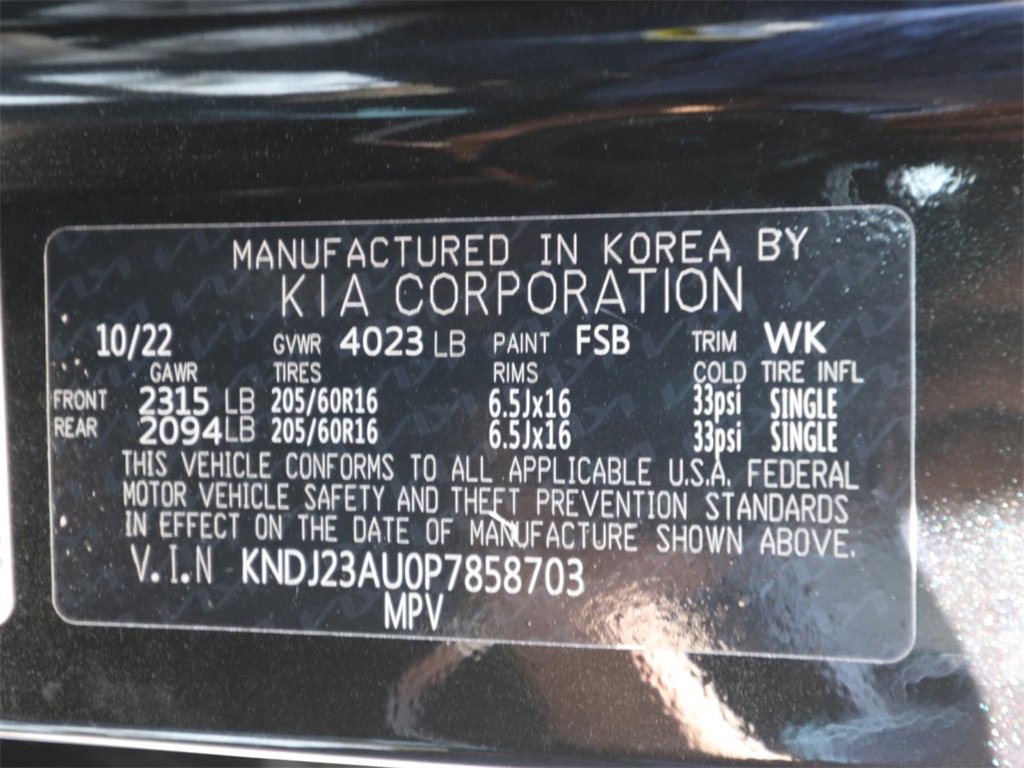 MANUFACTURED IN KOREA BY
KIA CORPORATION
10/22 GVWR 4023 LB PAINT FSB TRIM WK
GAWR TIRES RIMS COLD TIRE INFL
FRONT 2315 LB 205/60R16 6.5Jx16 33psi SINGLE
REAR 2094 LB 205/60R16 6.5Jx16 33psi SINGLE
THIS VEHICLE CONFORMS TO ALL APPLICABLE U.S.A. FEDERAL
MOTOR VEHICLE SAFETY AND THEFT PREVENTION STANDARDS
IN EFFECT ON THE DATE OF MANUFACTURE SHOWN ABOVE.
V.I.N KNDJ23AU0P7858703
MPV